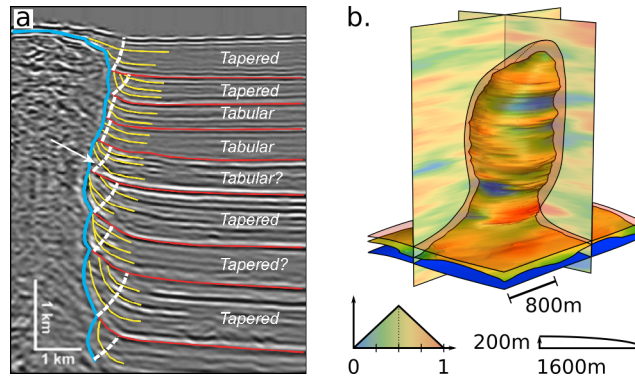 a
Tapered
Tapered
Tabular
Tabular
Tabular?
Tapered
Tapered?
Tapered
1 km
1 km
b.
800m
0
1
200m
1600m